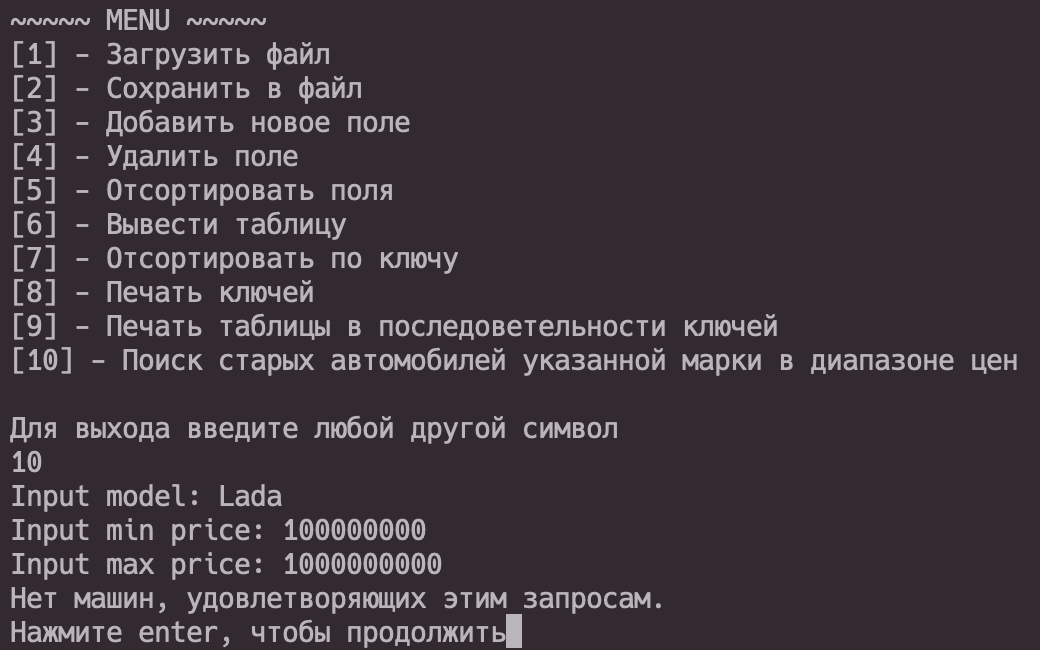 ~~~~~ MENU ~~~~~
[1] - Загрузить файл
[2] - Сохранить в файл
[3] - Добавить новое поле
[4] - Удалить поле
[5] - Отсортировать поля
[6] - Вывести таблицу
[7] - Отсортировать по ключу
[8] - Печать ключей
[9] - Печать таблицы в последоветельности ключей
[10] - Поиск старых автомобилей указанной марки в диапазоне цен
Для выхода введите любой другой символ
10
Input model: Lada
Input min price: 100000000
Input max price: 1000000000
Нет машин, удовлетворяющих этим запросам.
Нажмите enter, чтобы продолжить